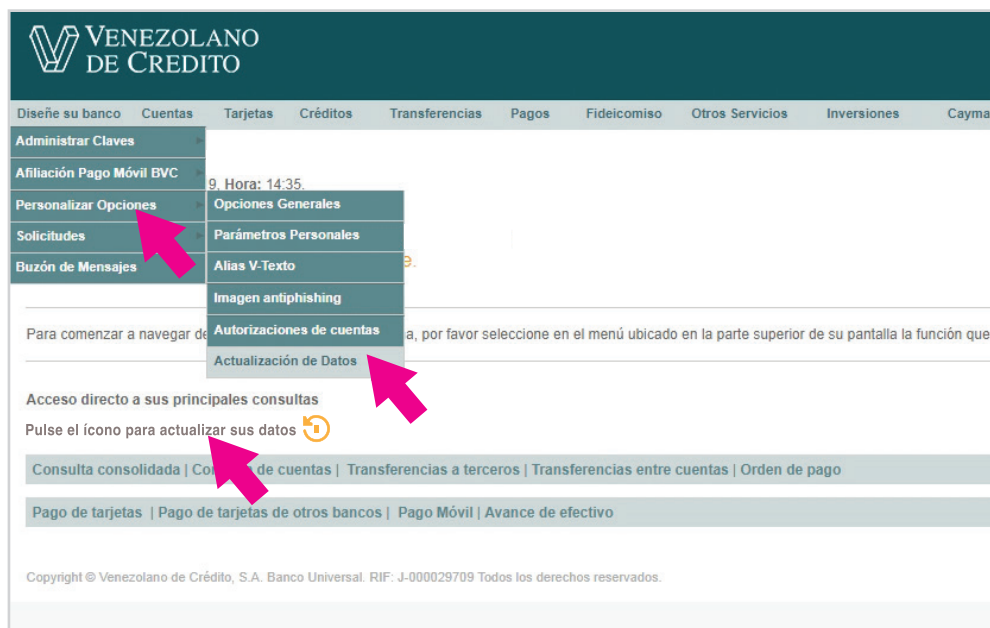 VENEZOLANO
DE CREDITO
Diseñe su banco Cuentas Tarjetas Créditos Transferencias Pagos Fideicomiso Otros Servicios Inversiones Cayma
Administrar Claves
Afiliación Pago Móvil BVC
9, Hora: 14:35.
Personalizar Opciones
Opciones Generales
Solicitudes
Parámetros Personales
Buzón de Mensajes
Alias V-Texto
e.
Imagen antiphishing
Autorizaciones de cuentas
Para comenzar a navegar de a, por favor seleccione en el menú ubicado en la parte superior de su pantalla la función que
Actualización de Datos
Acceso directo a sus principales consultas
Pulse el ícono para actualizar sus datos
Consulta consolidada | Co de cuentas | Transferencias a terceros | Transferencias entre cuentas | Orden de pago
Pago de tarjetas | Pago de tarjetas de otros bancos | Pago Móvil | Avance de efectivo
Copyright © Venezolano de Crédito, S.A. Banco Universal. RIF: J-000029709 Todos los derechos reservados.